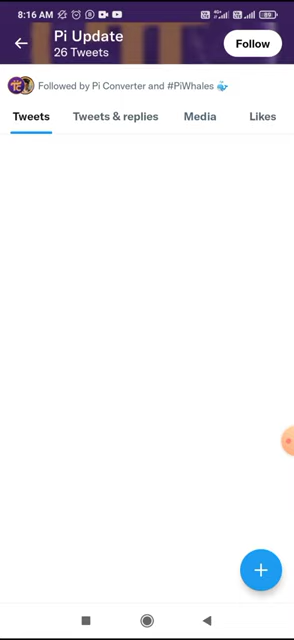 8:16 AM
Pi Update
26 Tweets
Follow
Followed by Pi Converter and #PiWhales 🐳
Tweets Tweets & replies Media Likes